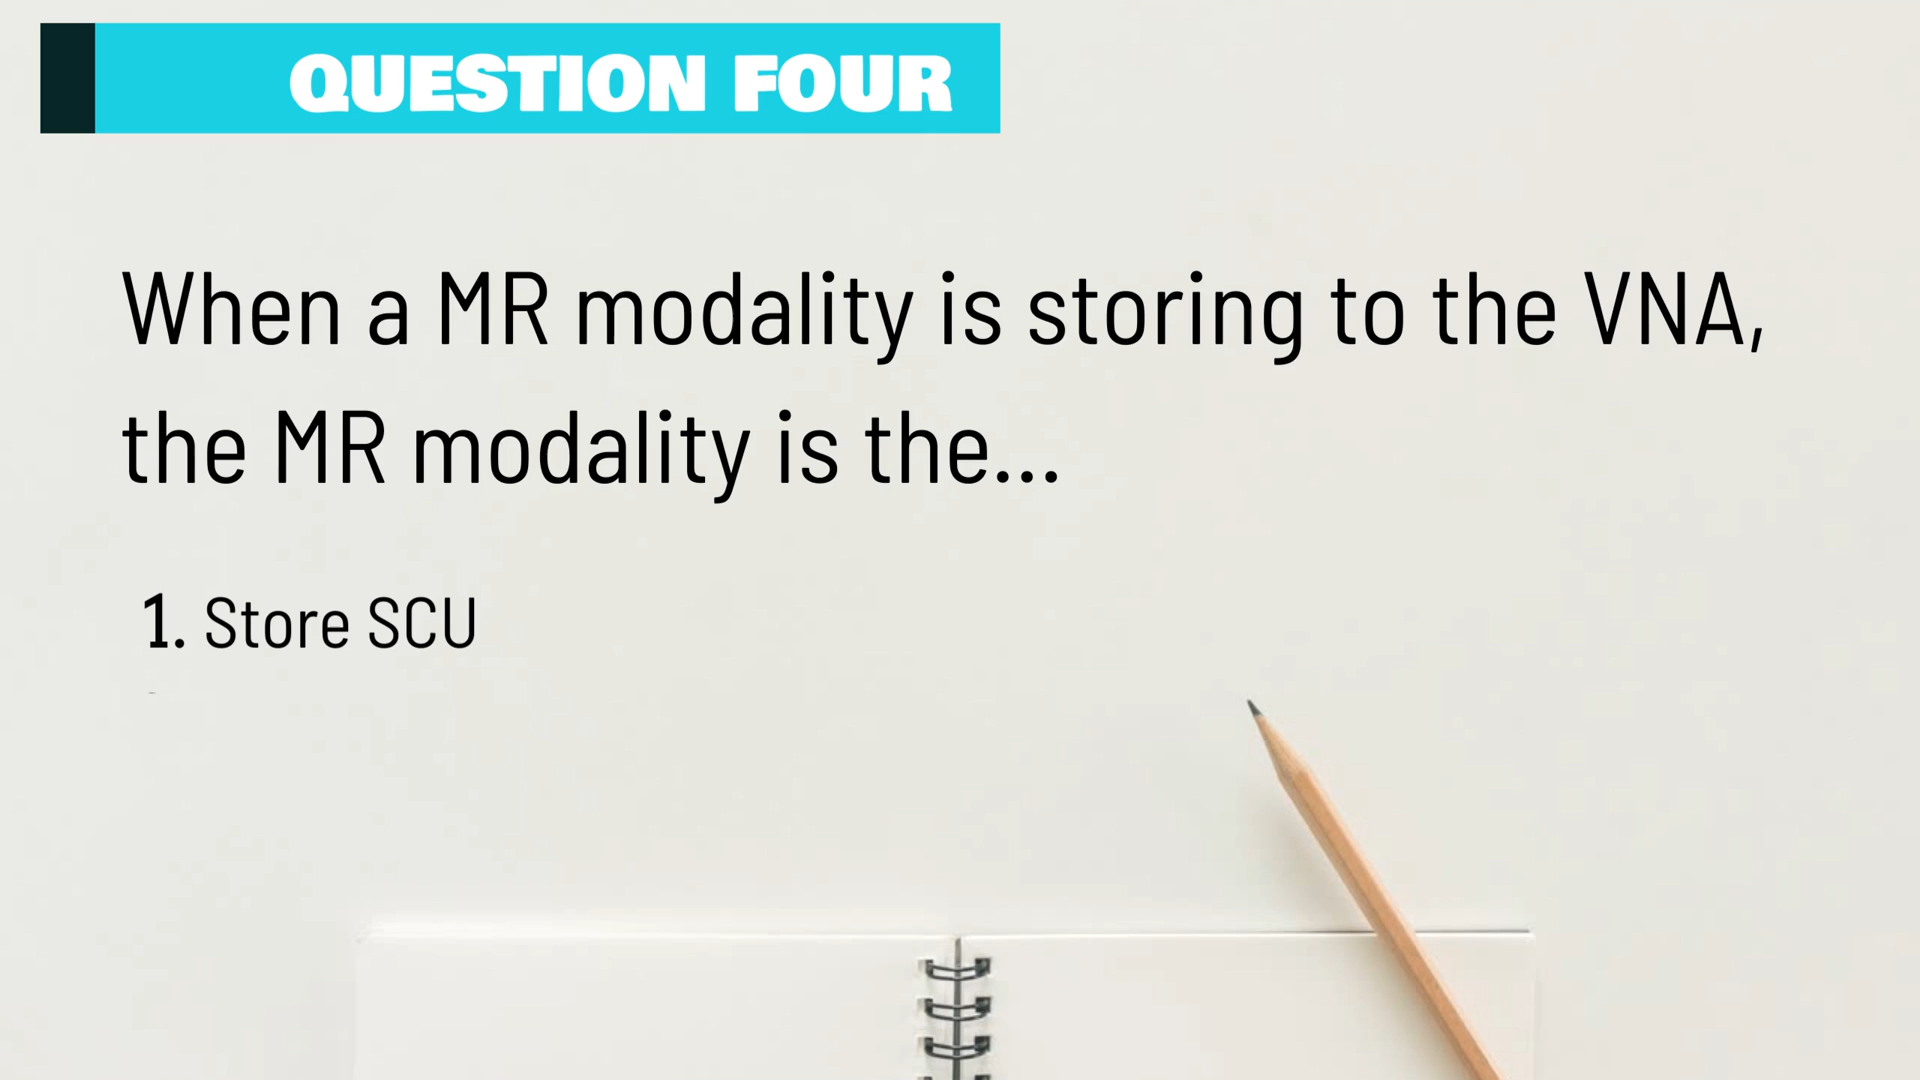 QUESTION FOUR
When a MR modality is storing to the VNA,
the MR modality is the...
1. Store SCU